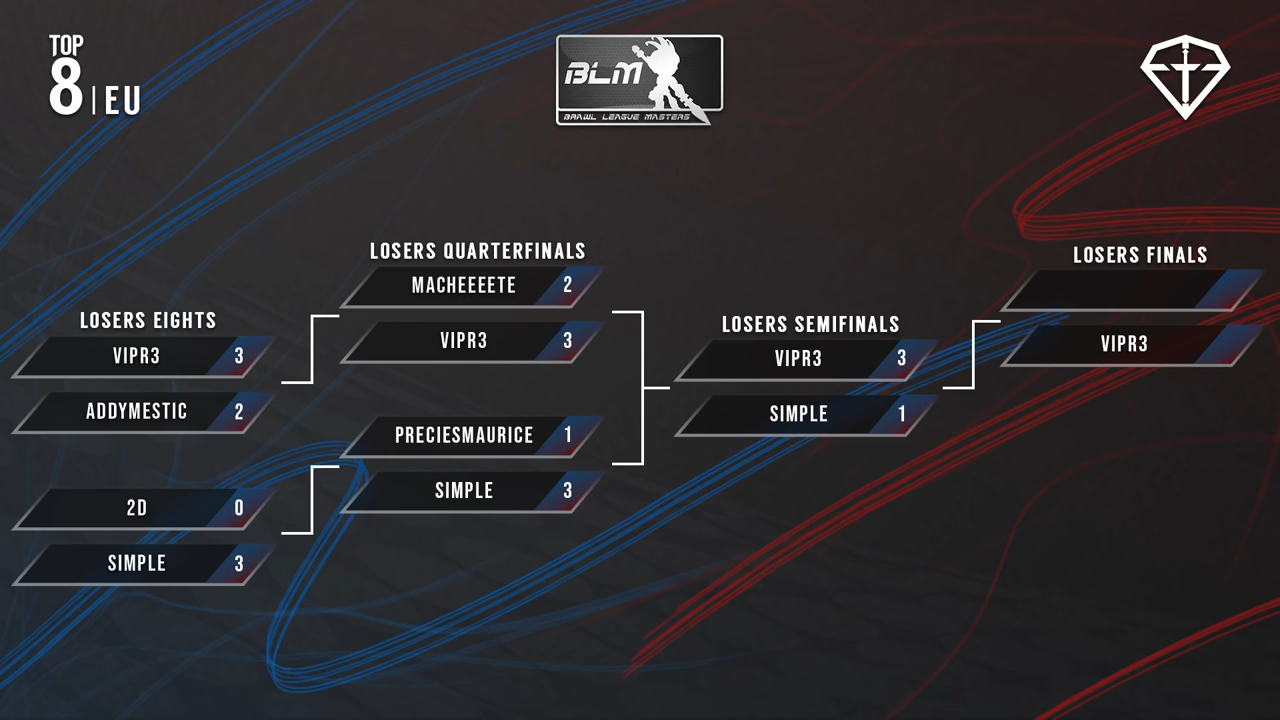 TOP
8 | EU
BLM
BRAWL LEAGUE MASTERS
LOSERS EIGHTS
VIPR3 3
ADDYMESTIC 2
2D 0
SIMPLE 3
LOSERS QUARTERFINALS
MACHEEEETE 2
VIPR3 3
PRECIESMAURICE 1
SIMPLE 3
LOSERS SEMIFINALS
VIPR3 3
SIMPLE 1
LOSERS FINALS
VIPR3